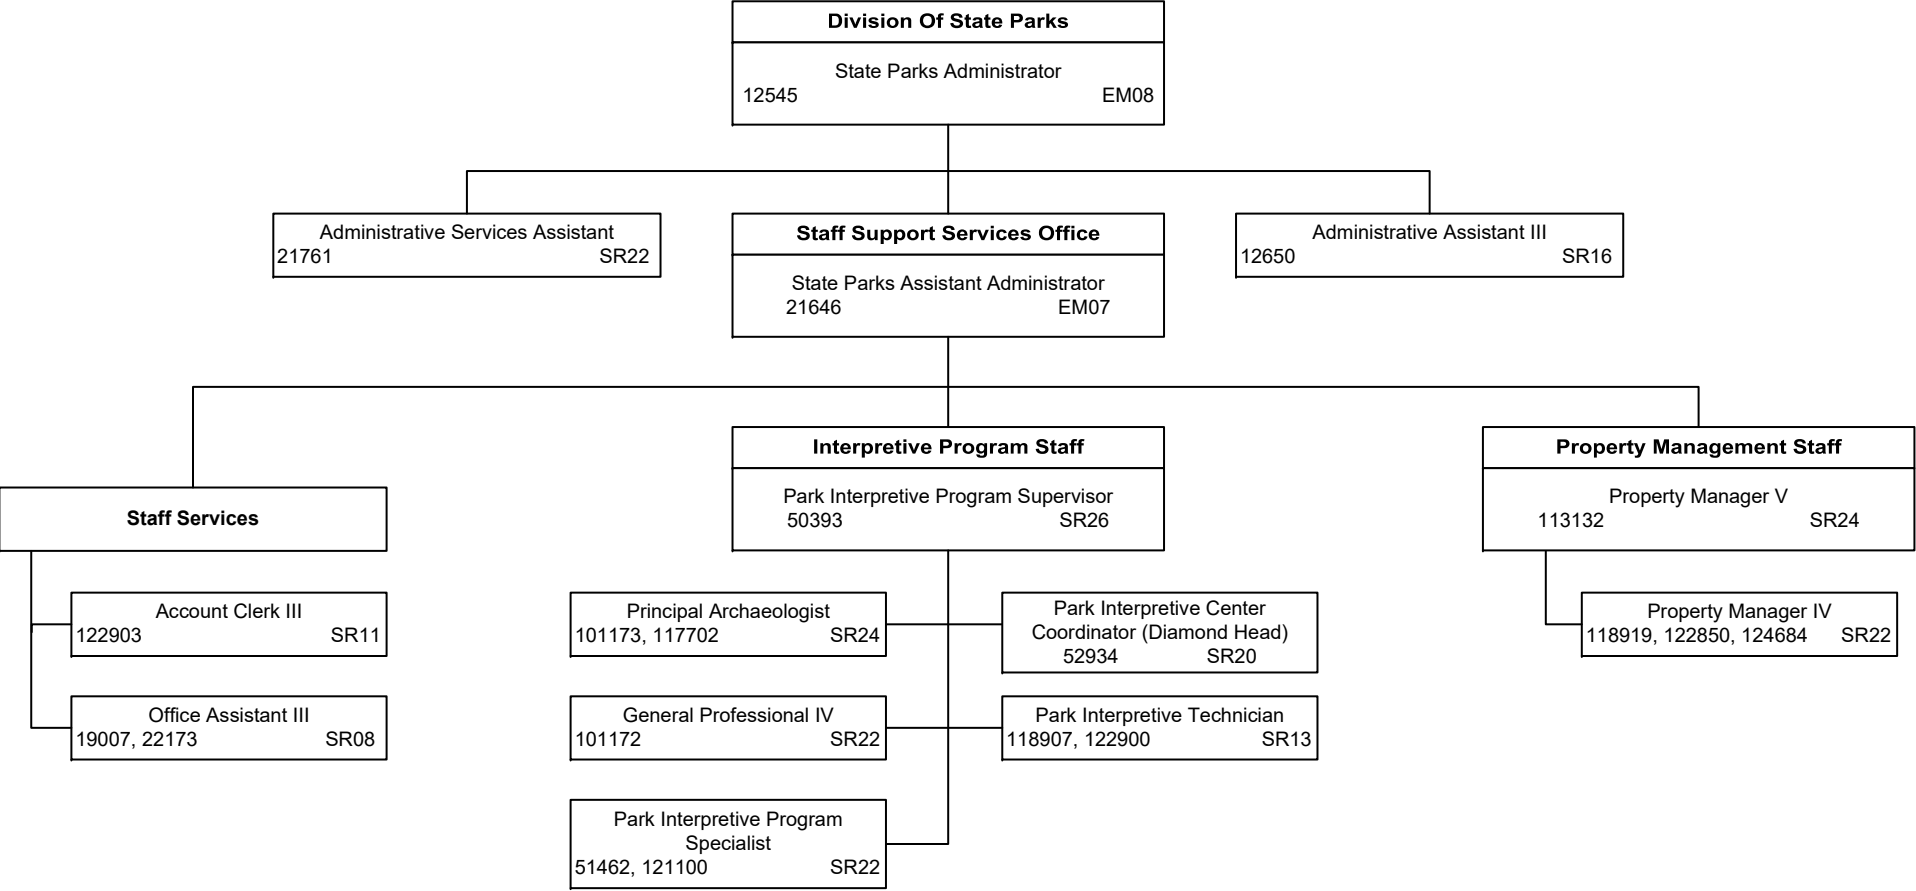 Division Of State Parks
State Parks Administrator
12545 EM08
Administrative Services Assistant
21761 SR22
Staff Support Services Office
State Parks Assistant Administrator
21646 EM07
Administrative Assistant III
12650 SR16
Staff Services
Account Clerk III
122903 SR11
Office Assistant III
19007, 22173 SR08
Interpretive Program Staff
Park Interpretive Program Supervisor
50393 SR26
Principal Archaeologist
101173, 117702 SR24
Park Interpretive Center
Coordinator (Diamond Head)
52934 SR20
General Professional IV
101172 SR22
Park Interpretive Technician
118907, 122900 SR13
Park Interpretive Program
Specialist
51462, 121100 SR22
Property Management Staff
Property Manager V
113132 SR24
Property Manager IV
118919, 122850, 124684 SR22